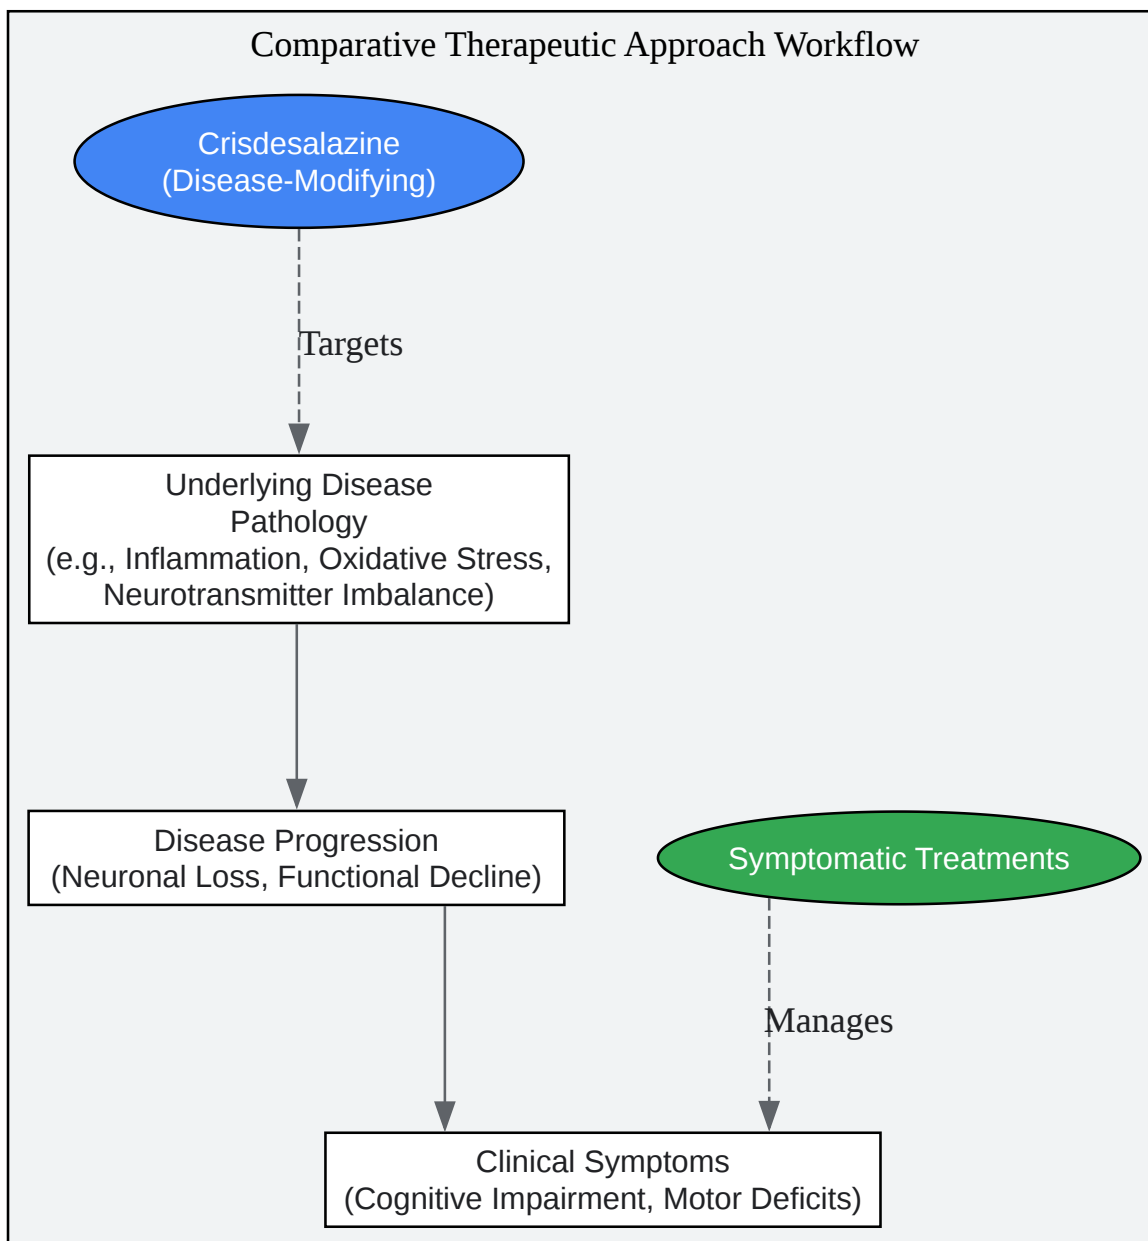 Comparative Therapeutic Approach Workflow
Crisdesalazine
(Disease-Modifying)
Targets
Underlying Disease
Pathology
(e.g., Inflammation, Oxidative Stress,
Neurotransmitter Imbalance)
Disease Progression
(Neuronal Loss, Functional Decline)
Symptomatic Treatments
Manages
Clinical Symptoms
(Cognitive Impairment, Motor Deficits)